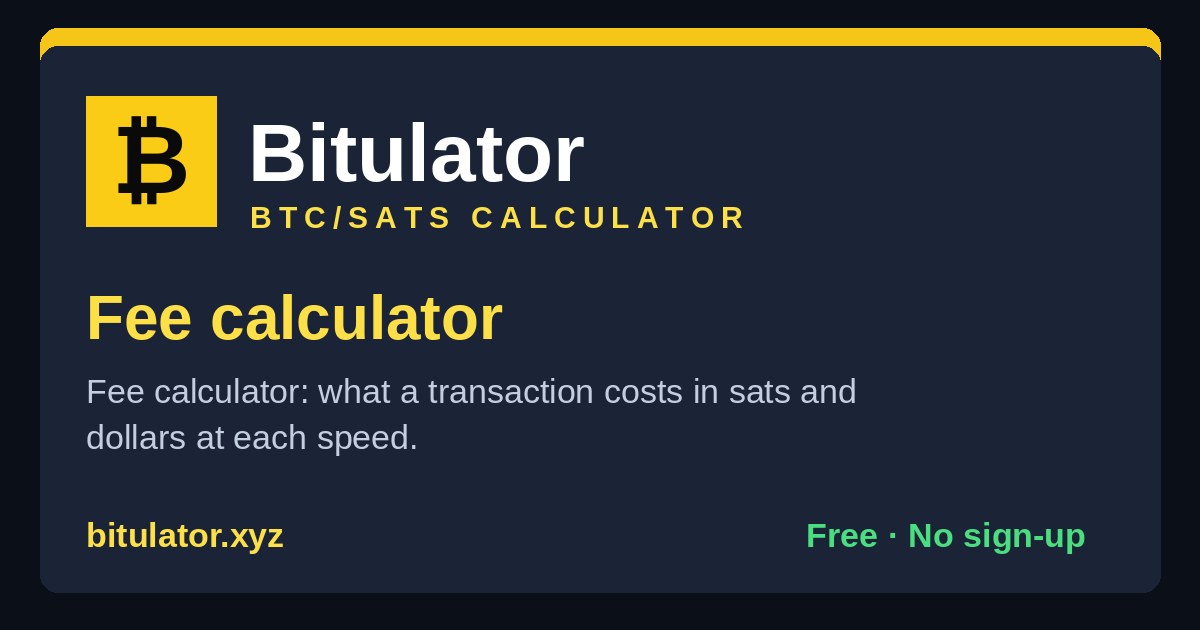 Bitulator
BTC/SATS CALCULATOR
Fee calculator
Fee calculator: what a transaction costs in sats and
dollars at each speed.
bitulator.xyz
Free · No sign-up